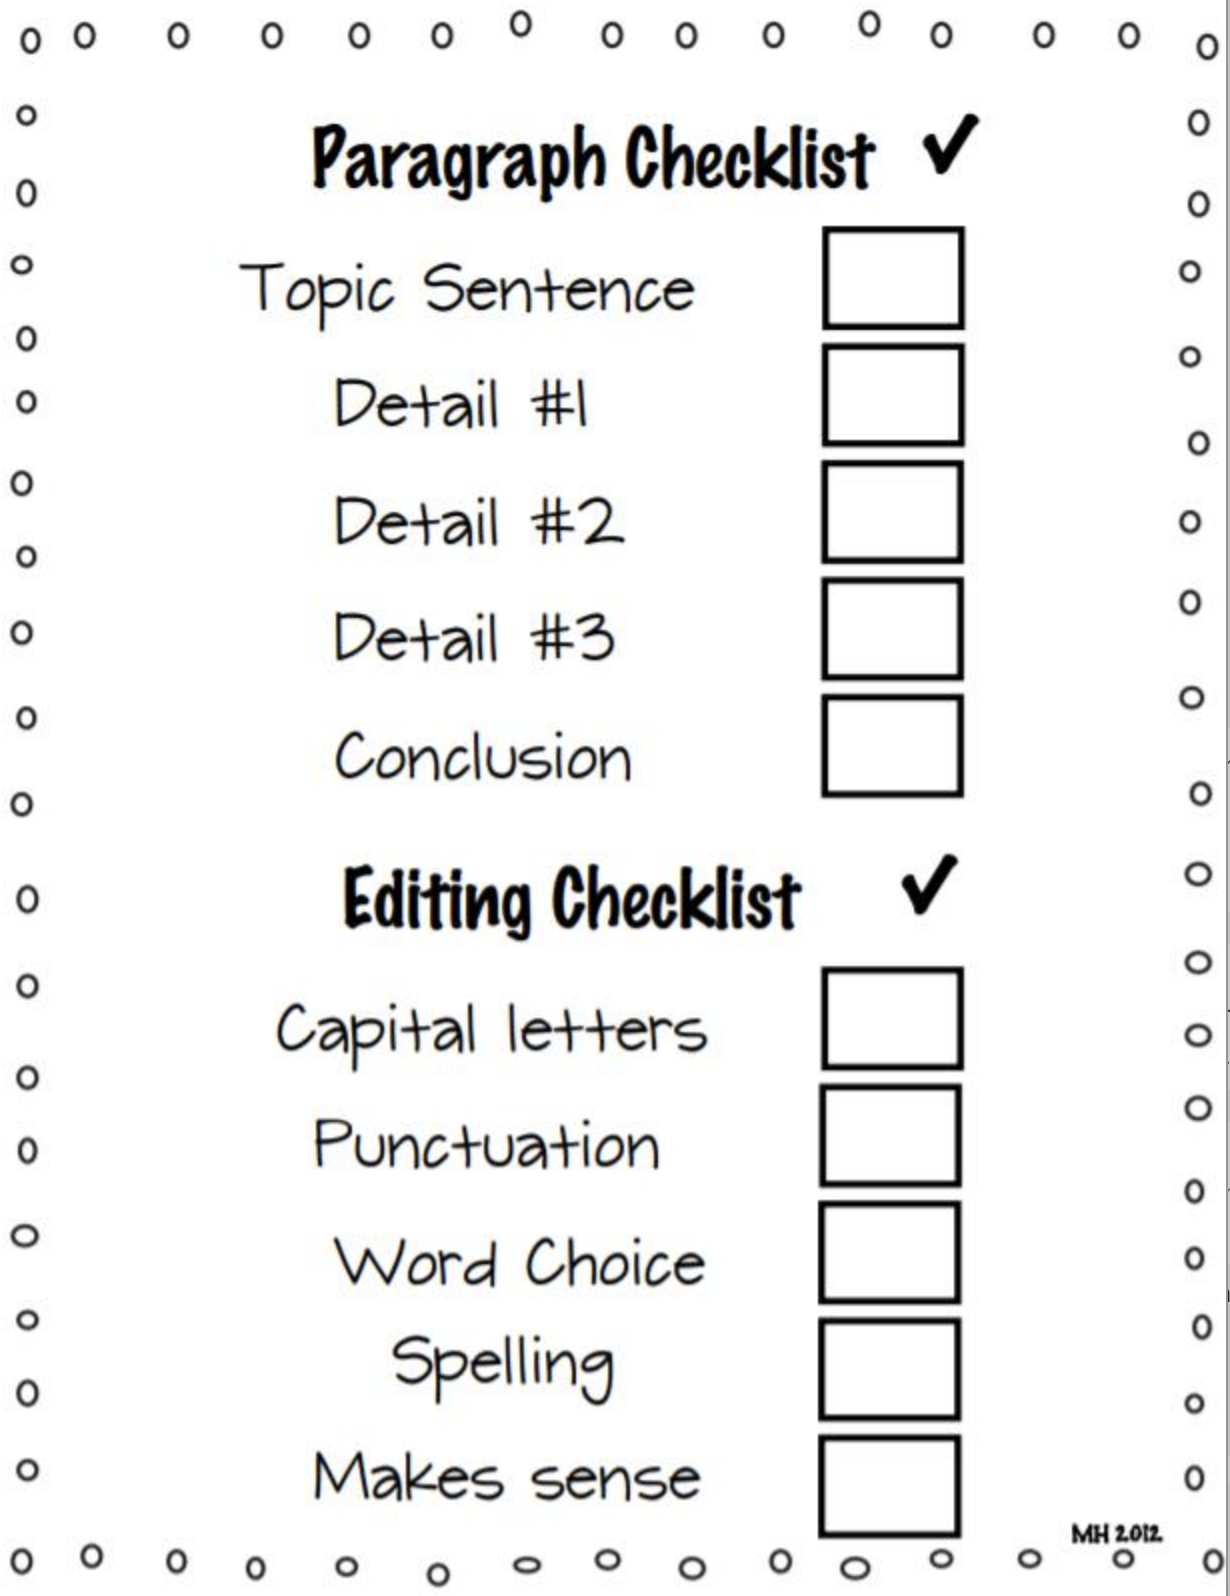 Paragraph Checklist ✓
Topic Sentence
Detail #1
Detail #2
Detail #3
Conclusion
Editing Checklist ✓
Capital letters
Punctuation
Word Choice
Spelling
Makes sense
MH 2012